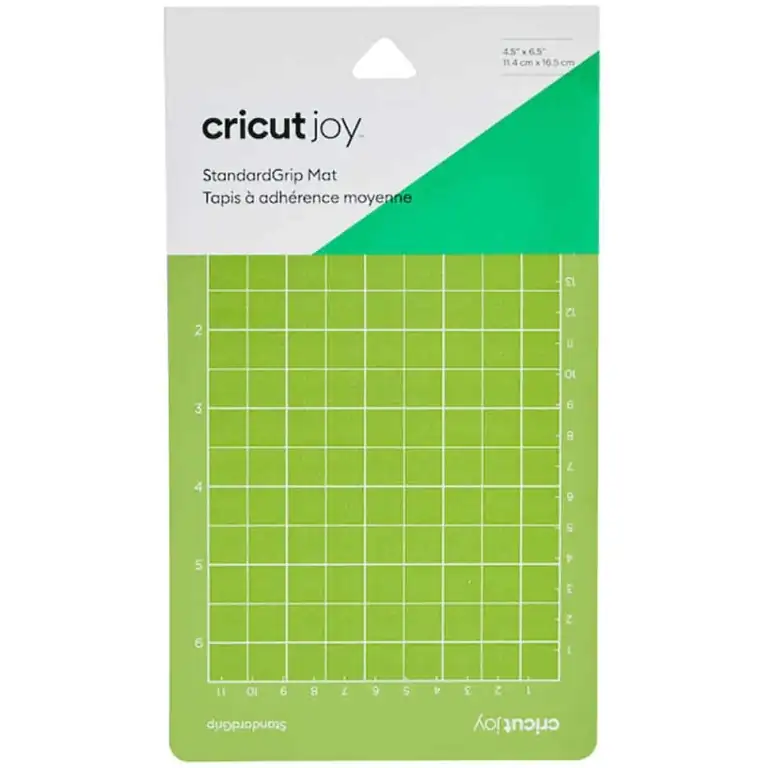 4.5" x 6.5"
11.4 cm x 16.5 cm
cricut joy™
StandardGrip Mat
Tapis à adhérence moyenne
13
2
12
11
10
3
9
8
7
4
6
5
5
4
3
2
6
1
11 10 9 8 7 6 5 4 3 2 1
StandardGrip
cricut joy